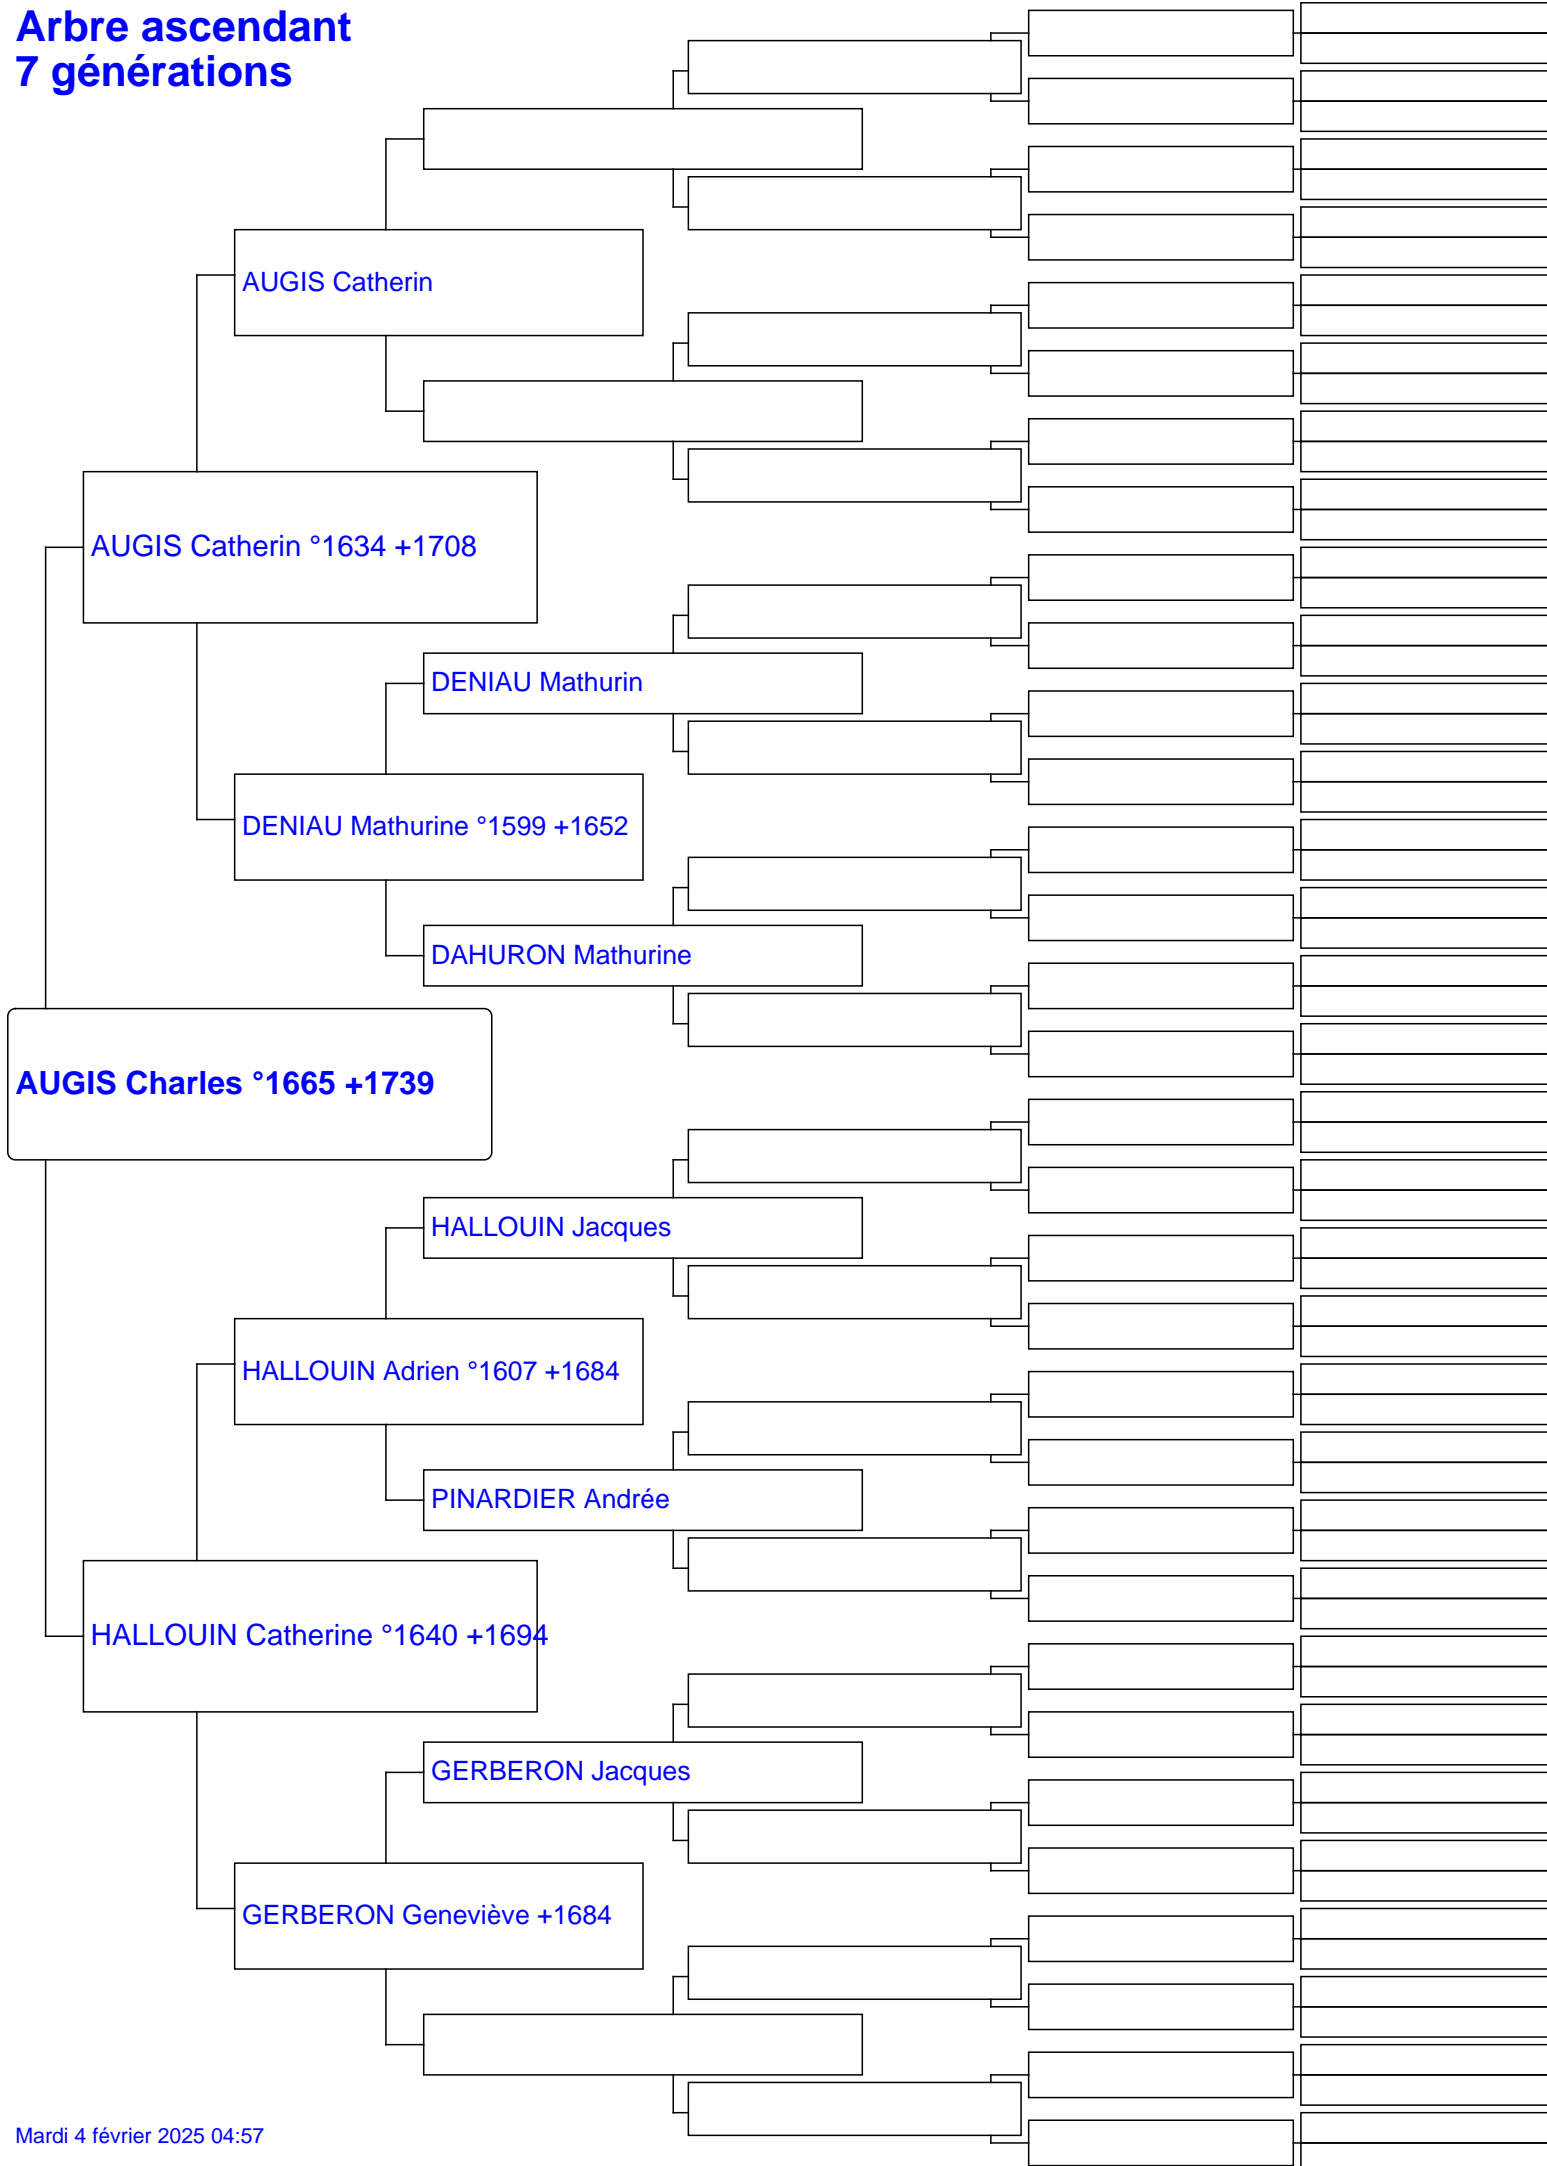 Arbre ascendant
7 générations
AUGIS Catherin
AUGIS Catherin °1634 +1708
DENIAU Mathurin
DENIAU Mathurine °1599 +1652
DAHURON Mathurine
AUGIS Charles °1665 +1739
HALLOUIN Jacques
HALLOUIN Adrien °1607 +1684
PINARDIER Andrée
HALLOUIN Catherine °1640 +1694
GERBERON Jacques
GERBERON Geneviève +1684
Mardi 4 février 2025 04:57